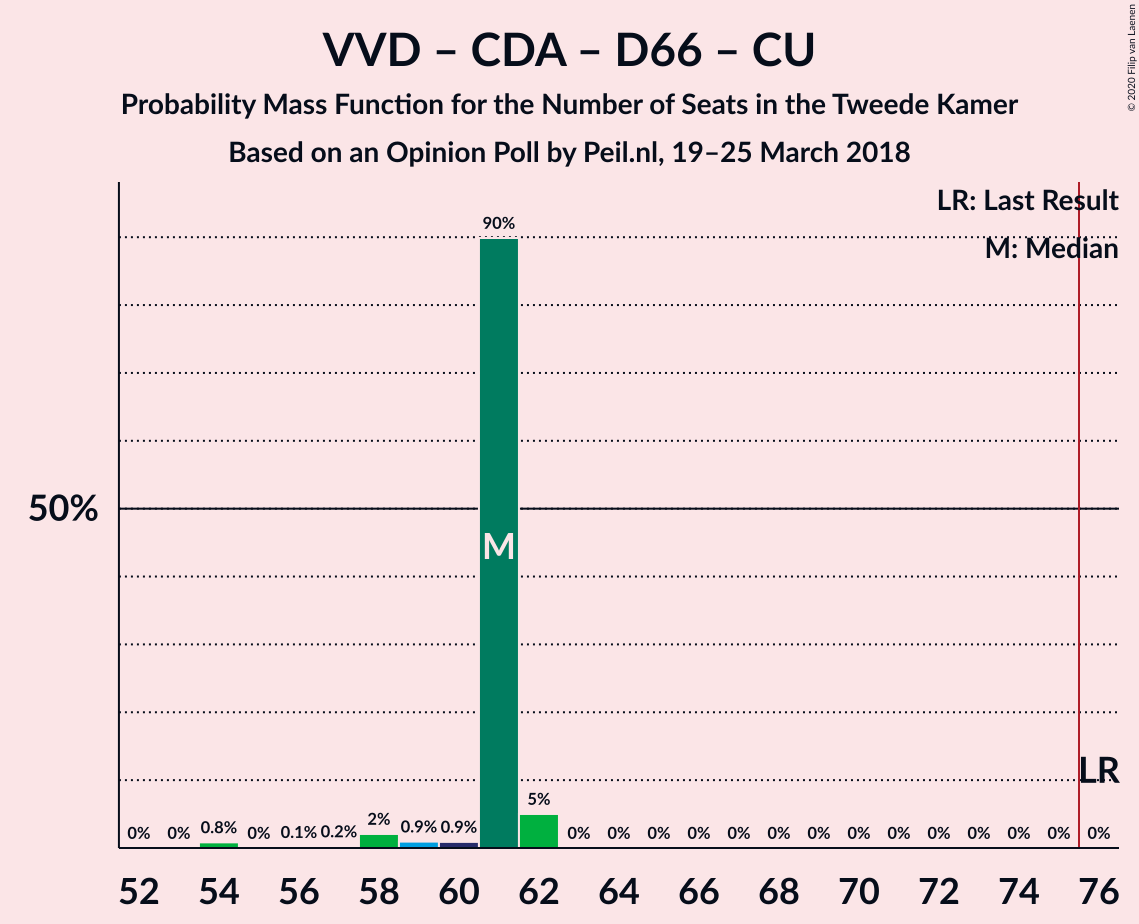 VVD – CDA – D66 – CU
Probability Mass Function for the Number of Seats in the Tweede Kamer
Based on an Opinion Poll by Peil.nl, 19–25 March 2018
© 2020 Filip van Laenen
LR: Last Result
M: Median
90%
50%
M
LR
0% 0% 0.8% 0% 0.1% 0.2% 2% 0.9% 0.9% 5% 0% 0% 0% 0% 0% 0% 0% 0% 0% 0% 0% 0% 0% 0%
52 54 56 58 60 62 64 66 68 70 72 74 76